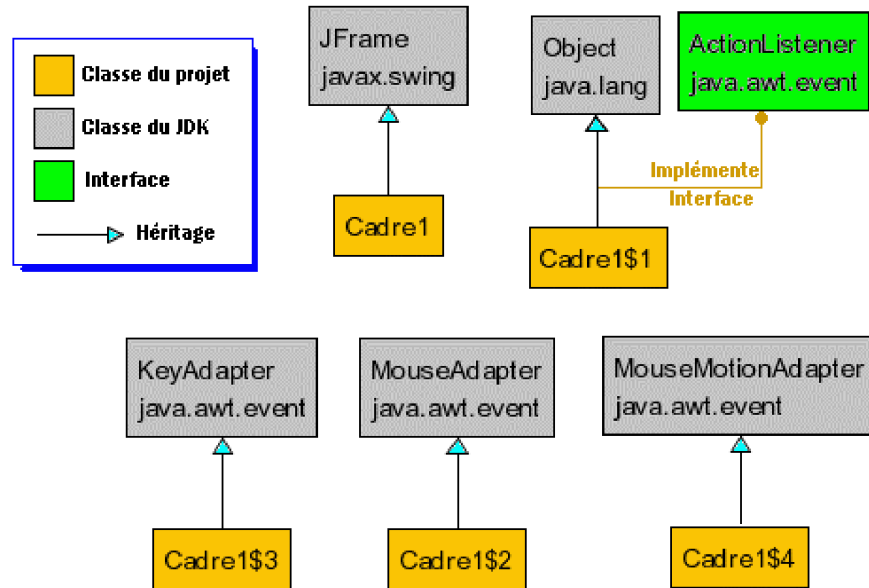 Classe du projet
Classe du JDK
Interface
Héritage
JFrame
javax.swing
Object
java.lang
ActionListener
java.awt.event
Implémente
Interface
Cadre1
Cadre1$1
KeyAdapter
java.awt.event
MouseAdapter
java.awt.event
MouseMotionAdapter
java.awt.event
Cadre1$3
Cadre1$2
Cadre1$4